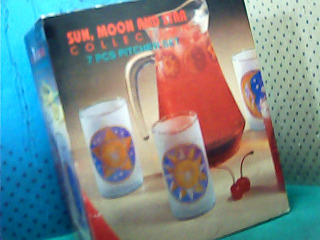 SUN, MOON AND STAR
COLLECTION
7 PCS PITCHER SET